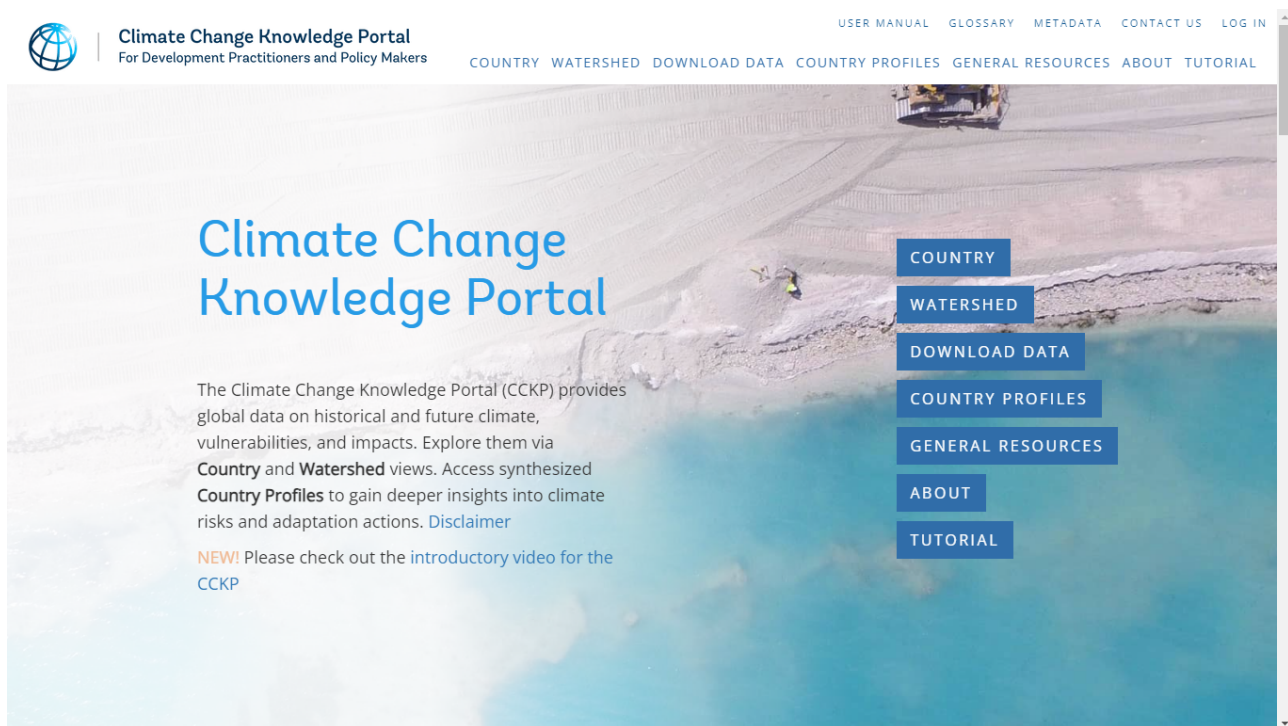 USER MANUAL GLOSSARY METADATA CONTACT US LOG IN
Climate Change Knowledge Portal
For Development Practitioners and Policy Makers
COUNTRY WATERSHED DOWNLOAD DATA COUNTRY PROFILES GENERAL RESOURCES ABOUT TUTORIAL
Climate Change
Knowledge Portal
The Climate Change Knowledge Portal (CCKP) provides
global data on historical and future climate,
vulnerabilities, and impacts. Explore them via
Country and Watershed views. Access synthesized
Country Profiles to gain deeper insights into climate
risks and adaptation actions. Disclaimer
NEW! Please check out the introductory video for the
CCKP
COUNTRY
WATERSHED
DOWNLOAD DATA
COUNTRY PROFILES
GENERAL RESOURCES
ABOUT
TUTORIAL